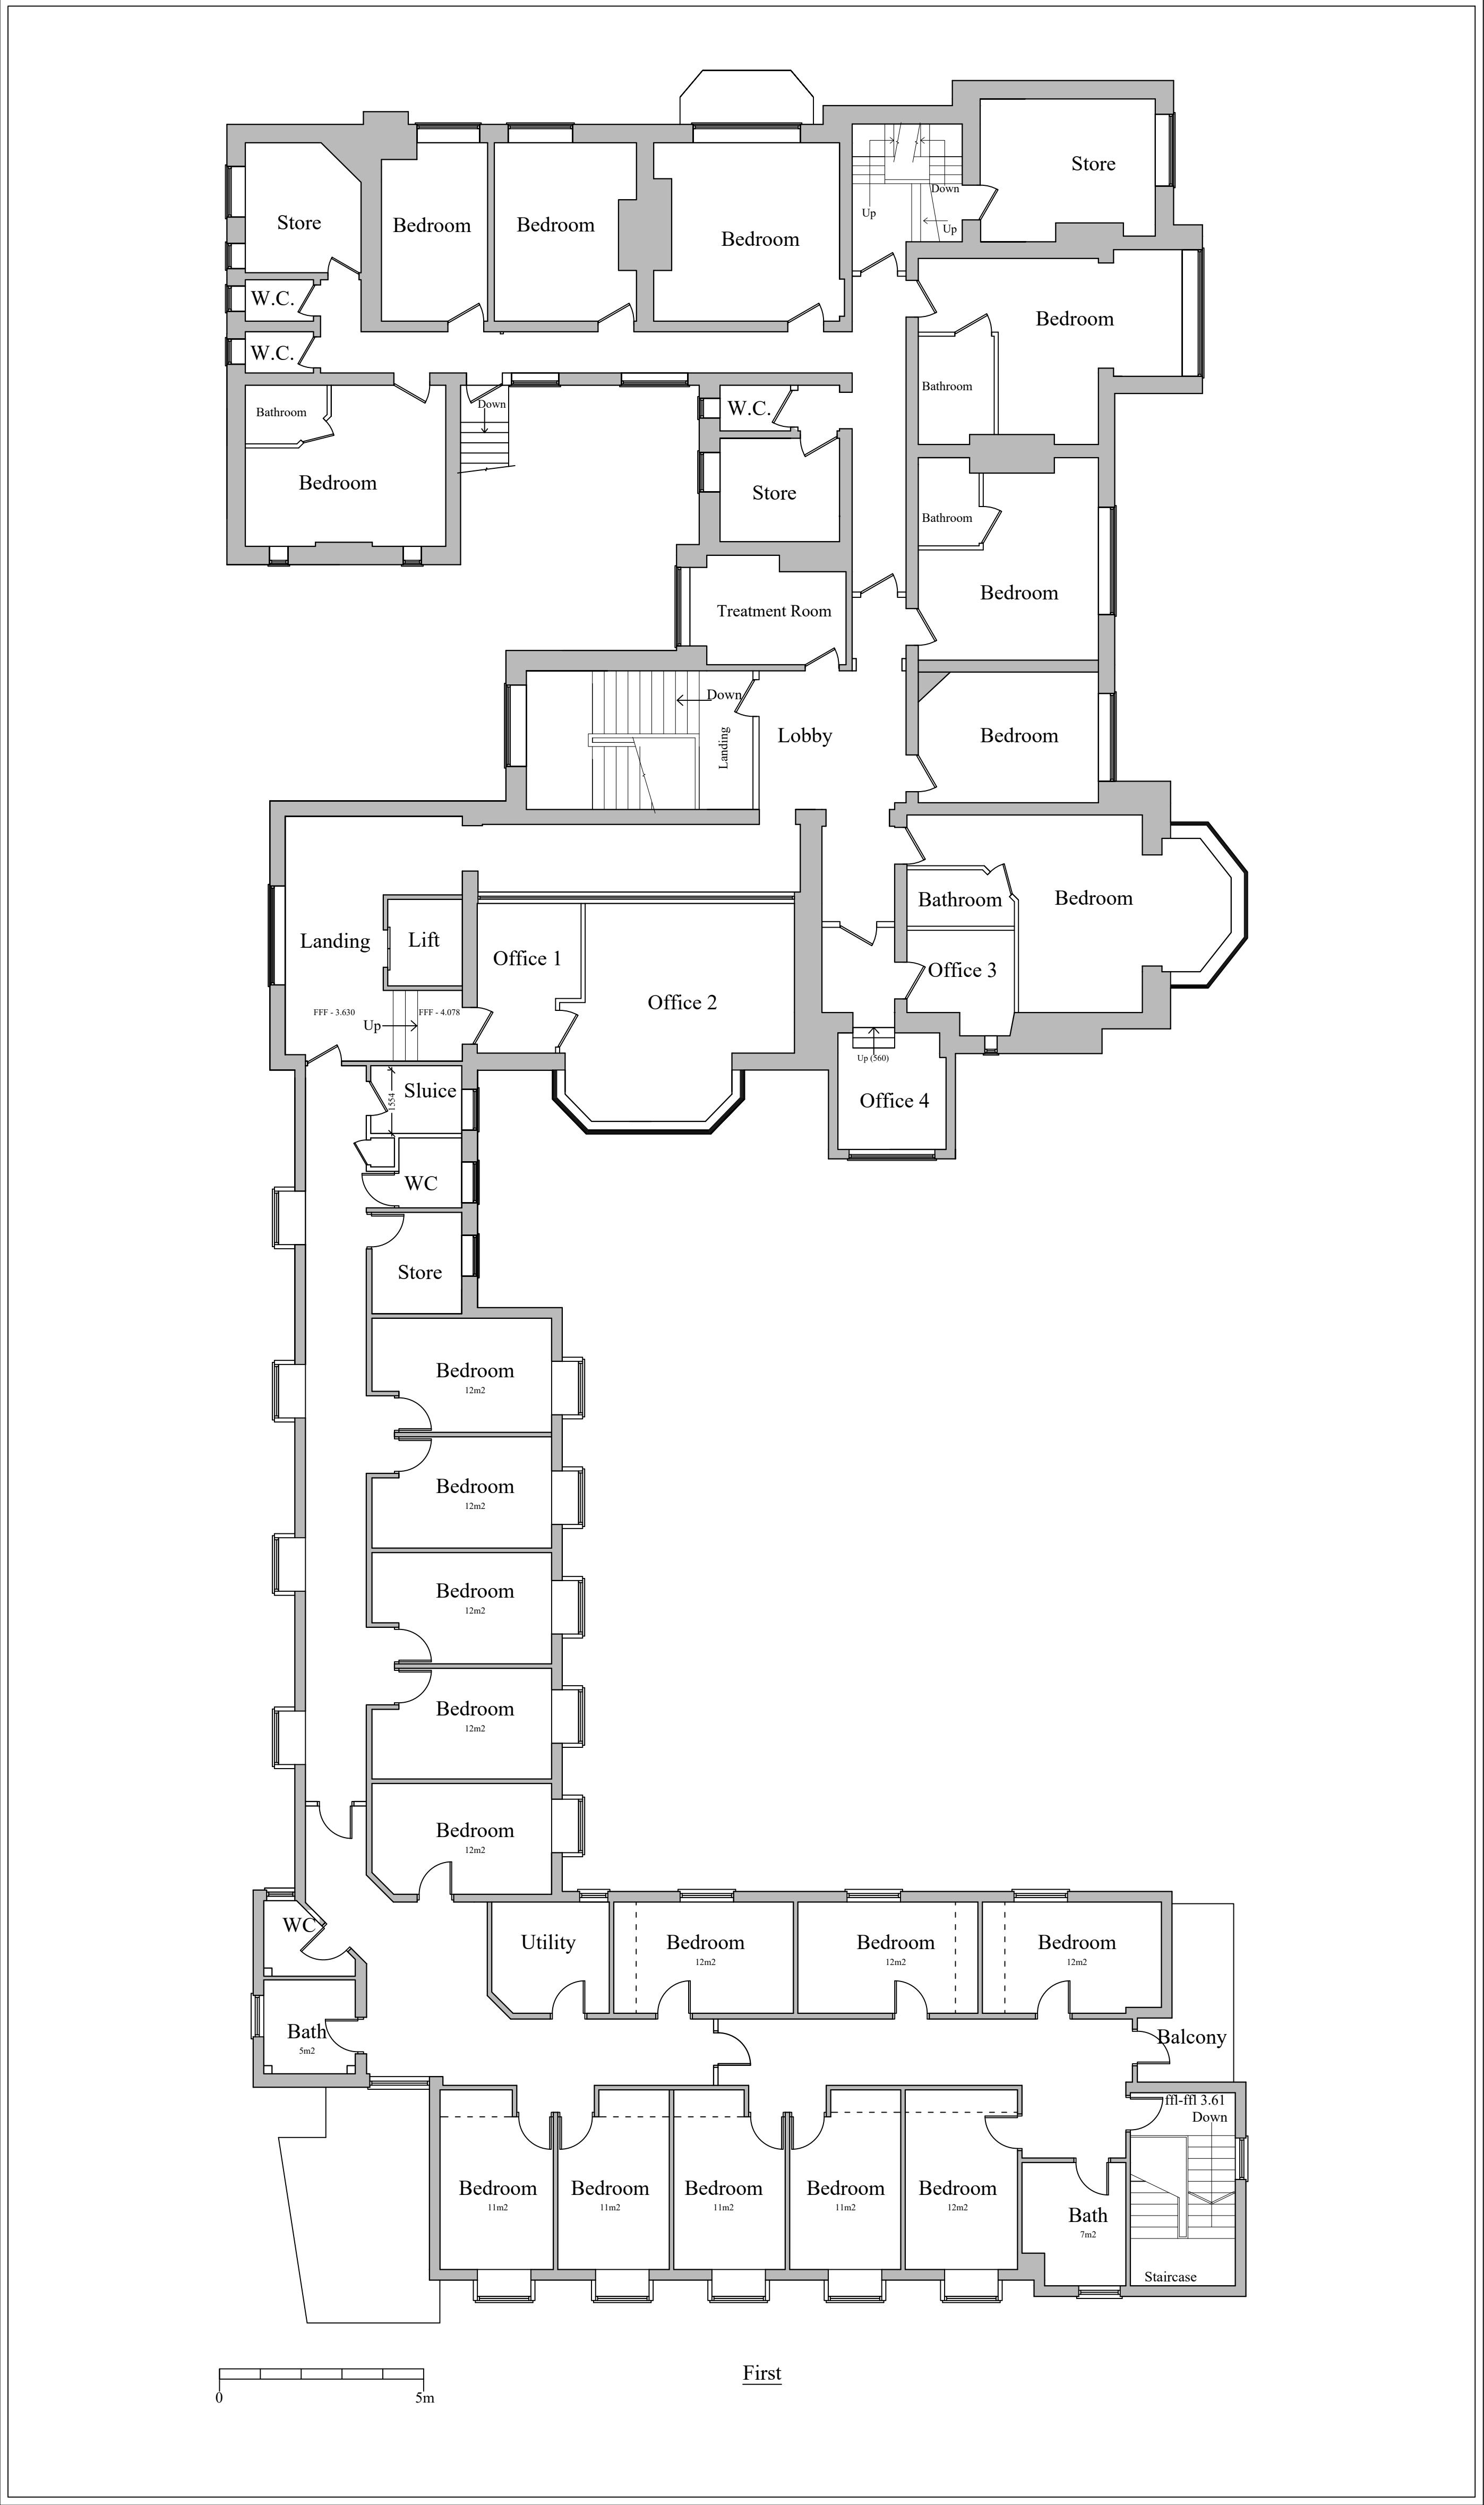 Store
Down
Up
Up
Store
Bedroom
Bedroom
Bedroom
W.C.
Bedroom
W.C.
Bathroom
Down
W.C.
Bathroom
Bedroom
Store
Bathroom
Bedroom
Treatment Room
Down
Landing
Lobby
Bedroom
Bathroom
Bedroom
Landing
Lift
Office 1
Office 2
Office 3
FFF - 3.630
Up
FFF - 4.078
Up (560)
Office 4
Sluice
1554
WC
Store
Bedroom
12m2
Bedroom
12m2
Bedroom
12m2
Bedroom
12m2
Bedroom
12m2
WC
Utility
Bedroom
12m2
Bedroom
12m2
Bedroom
12m2
Bath
5m2
Balcony
ffl-ffl 3.61
Down
Bedroom
11m2
Bedroom
11m2
Bedroom
11m2
Bedroom
11m2
Bedroom
12m2
Bath
7m2
Staircase
First
0
5m